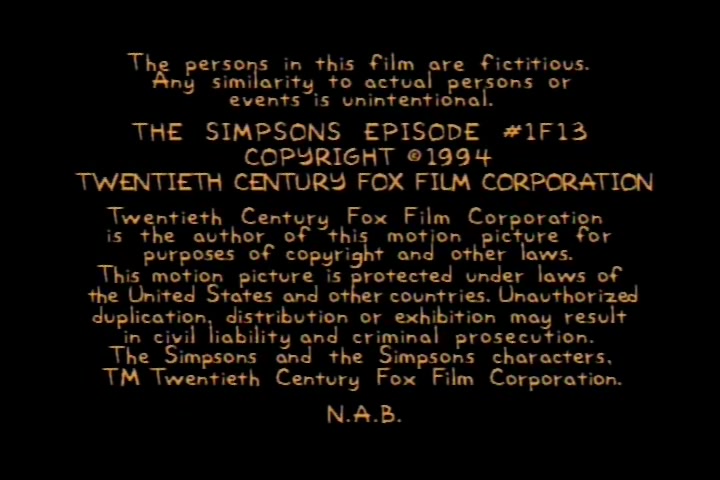 The persons in this film are fictitious.
Any similarity to actual persons or
events is unintentional.
THE SIMPSONS EPISODE #1F13
COPYRIGHT ©1994
TWENTIETH CENTURY FOX FILM CORPORATION
Twentieth Century Fox Film Corporation
is the author of this motion picture for
purposes of copyright and other laws.
This motion picture is protected under laws of
the United States and other countries. Unauthorized
duplication, distribution or exhibition may result
in civil liability and criminal prosecution.
The Simpsons and the Simpsons characters,
TM Twentieth Century Fox Film Corporation.
N.A.B.